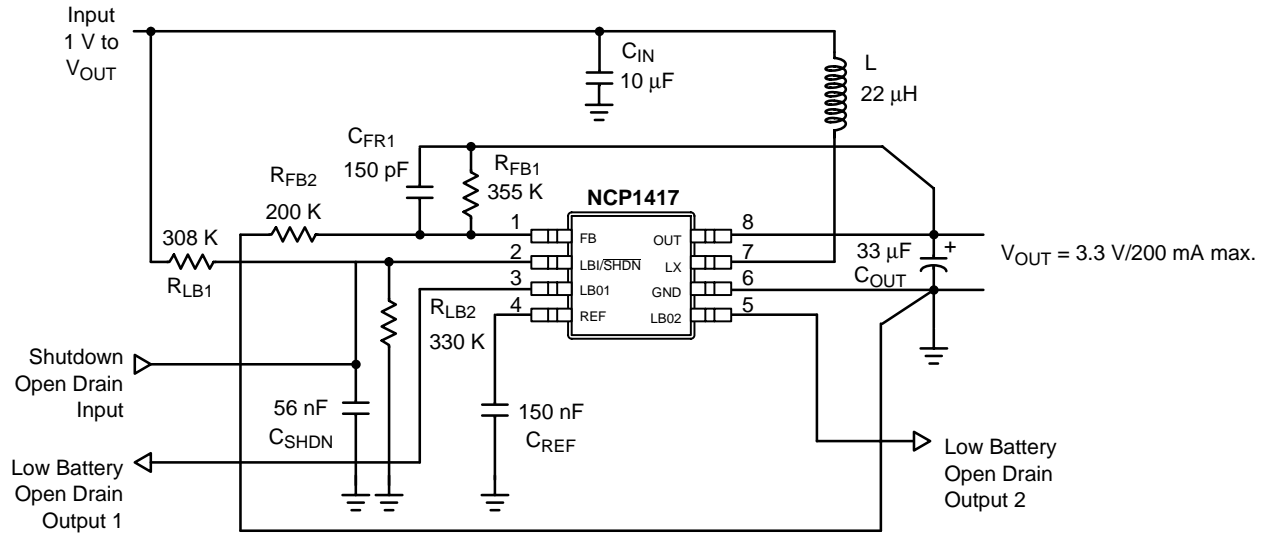 Input
1 V to
VOUT
CIN
10 μF
L
22 μH
CFR1
150 pF
RFB1
355 K
RFB2
200 K
NCP1417
308 K
RLB1
1
FB
2
LBI/SHDN
3
LB01
4
REF
8
OUT
7
LX
6
GND
5
LB02
33 μF
+
COUT
VOUT = 3.3 V/200 mA max.
RLB2
330 K
Shutdown
Open Drain
Input
56 nF
CSHDN
150 nF
CREF
Low Battery
Open Drain
Output 1
Low Battery
Open Drain
Output 2